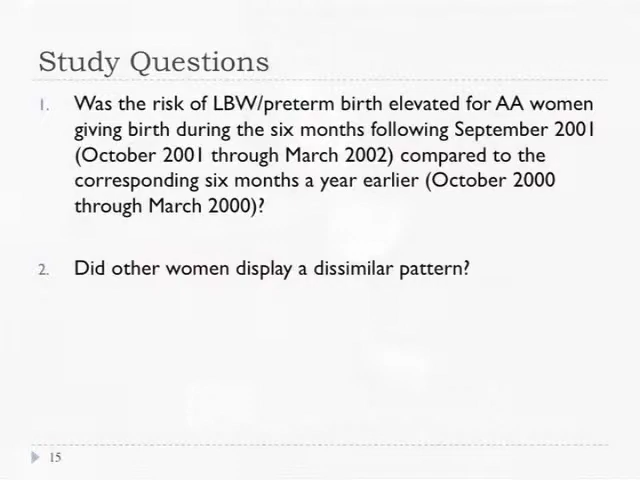 Study Questions
1. Was the risk of LBW/preterm birth elevated for AA women
giving birth during the six months following September 2001
(October 2001 through March 2002) compared to the
corresponding six months a year earlier (October 2000
through March 2000)?
2. Did other women display a dissimilar pattern?
15